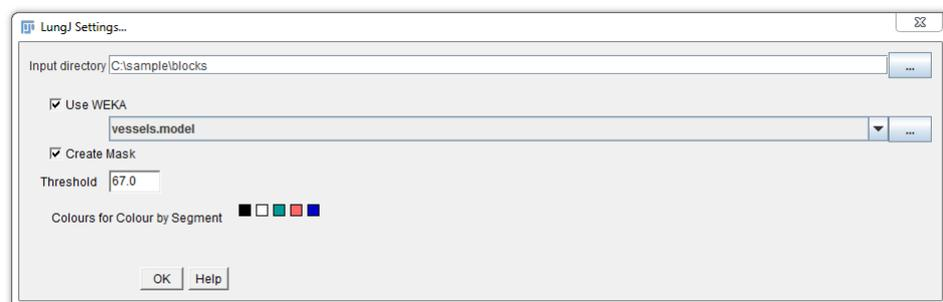 LungJ Settings...
Input directory C:\sample\blocks ...
Use WEKA
vessels.model ...
Create Mask
Threshold 67.0
Colours for Colour by Segment
OK Help